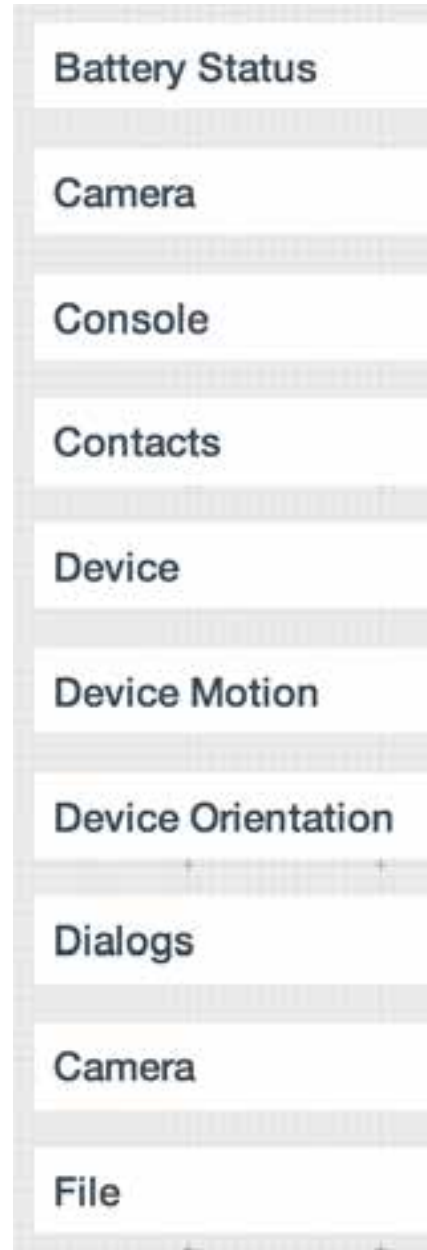 Battery Status
Camera
Console
Contacts
Device
Device Motion
Device Orientation
Dialogs
Camera
File